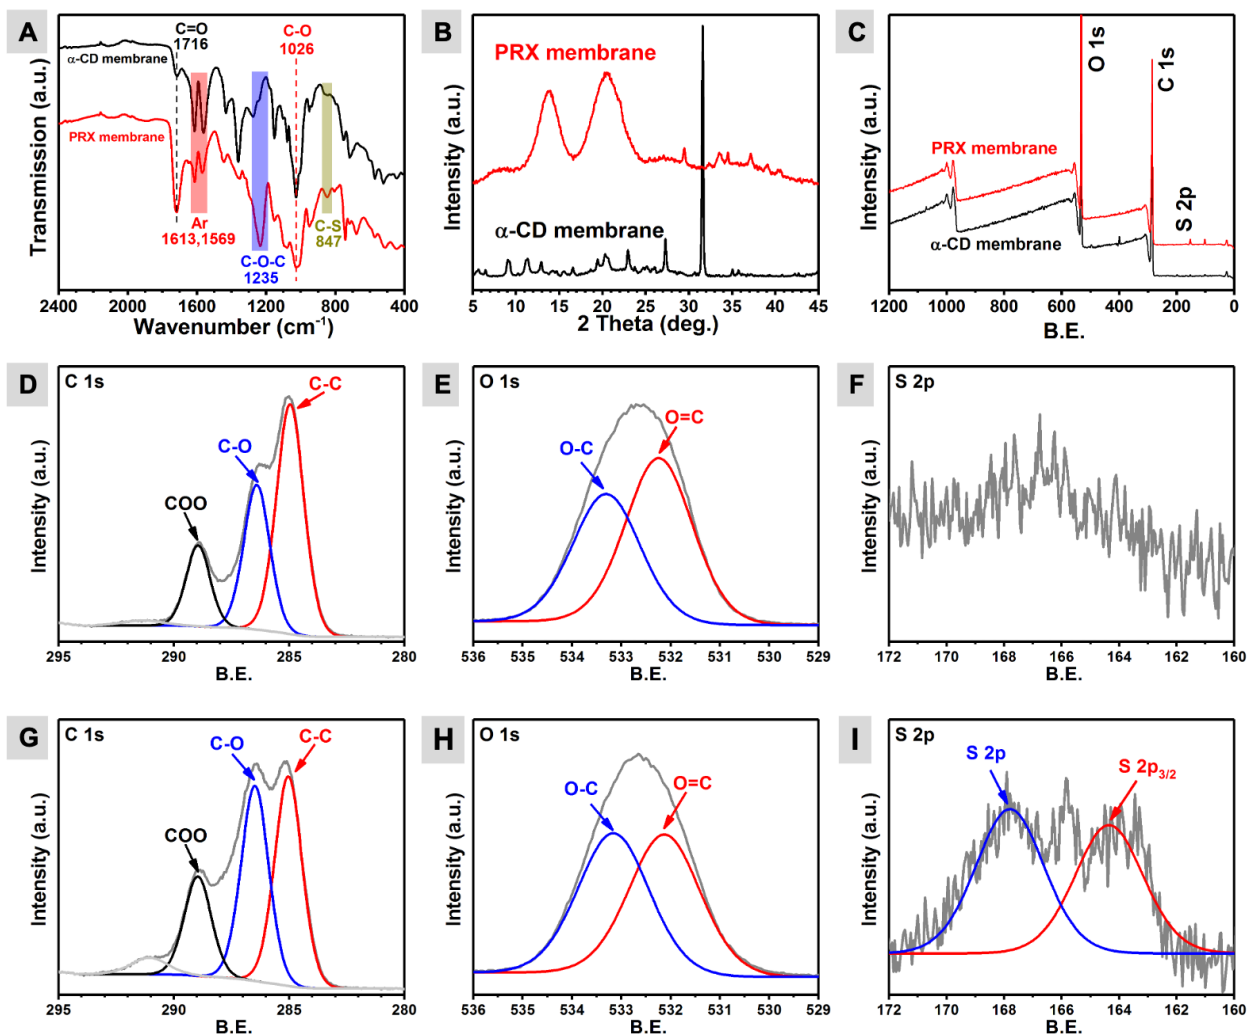 A
C=O
1716
α-CD membrane
C-O
1026
PRX membrane
Ar
1613,1569
C-O-C
1235
C-S
847
Transmission (a.u.)
2400 2000 1600 1200 800 400
Wavenumber (cm⁻¹)
B
PRX membrane
α-CD membrane
Intensity (a.u.)
5 10 15 20 25 30 35 40 45
2 Theta (deg.)
C
O 1s
C 1s
PRX membrane
S 2p
α-CD membrane
Intensity (a.u.)
1200 1000 800 600 400 200 0
B.E.
D
C 1s
C-C
C-O
COO
Intensity (a.u.)
295 290 285 280
B.E.
E
O 1s
O=C
O-C
Intensity (a.u.)
536 535 534 533 532 531 530 529
B.E.
F
S 2p
Intensity (a.u.)
172 170 168 166 164 162 160
B.E.
G
C 1s
C-O
C-C
COO
Intensity (a.u.)
295 290 285 280
B.E.
H
O 1s
O-C
O=C
Intensity (a.u.)
536 535 534 533 532 531 530 529
B.E.
I
S 2p
S 2p
S 2p₃/₂
Intensity (a.u.)
172 170 168 166 164 162 160
B.E.